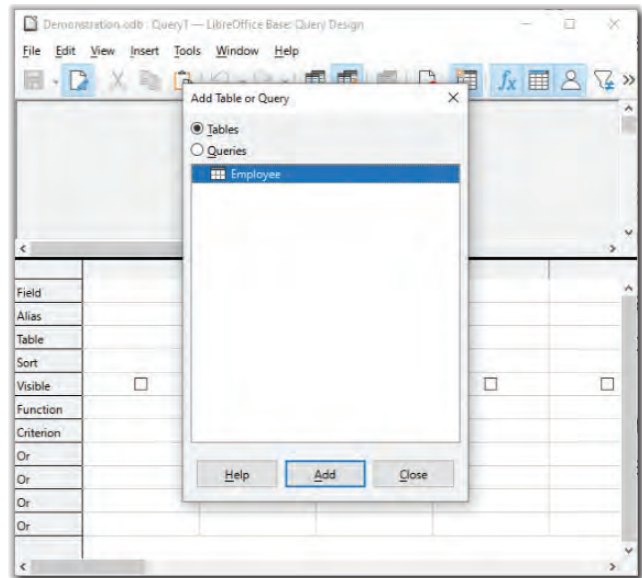 Demonstration.odb : Query1 — LibreOffice Base: Query Design
File Edit View Insert Tools Window Help
Add Table or Query
Tables
Queries
Employee
Field
Alias
Table
Sort
Visible
Function
Criterion
Or
Or
Or
Or
Help Add Close